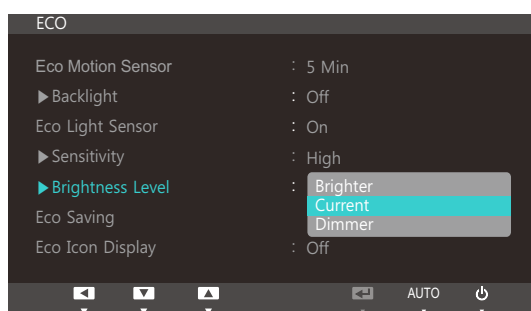 ECO
Eco Motion Sensor : 5 Min
▶Backlight : Off
Eco Light Sensor : On
▶Sensitivity : High
▶Brightness Level : Brighter
Current
Dimmer
Eco Saving
Eco Icon Display : Off
AUTO